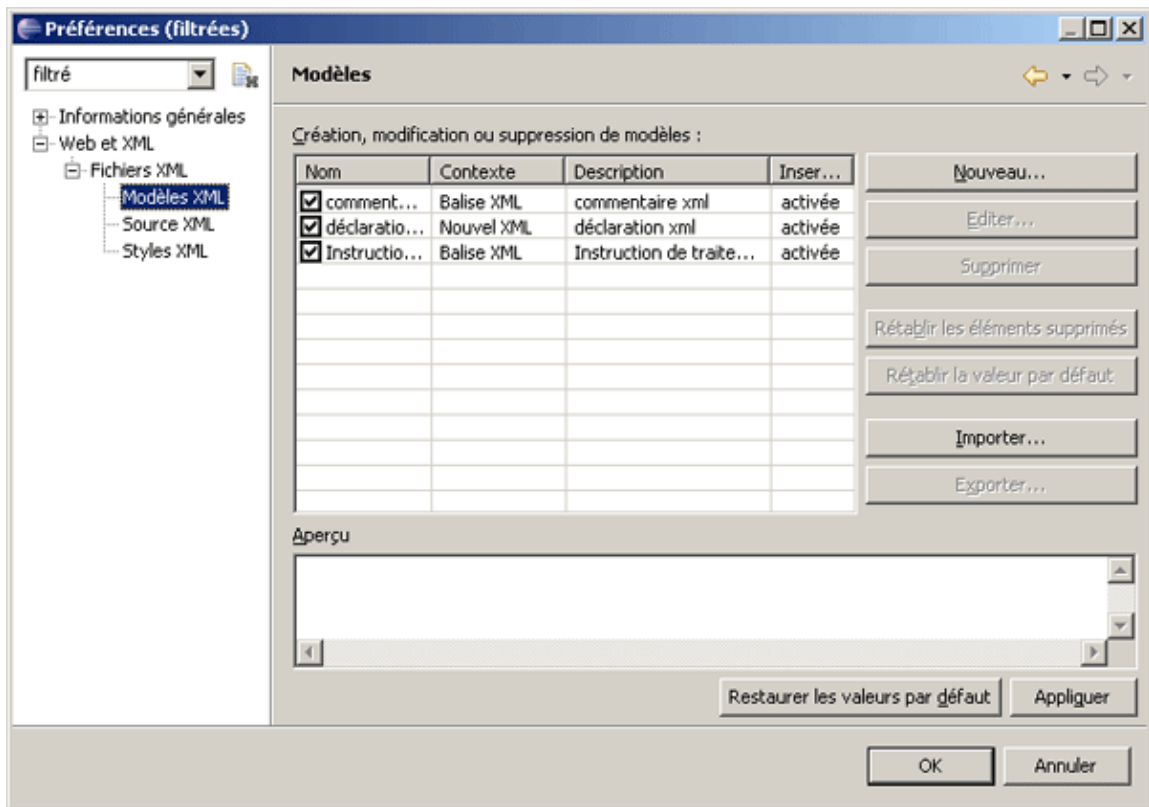 Préférences (filtrées)
filtré
Modèles
Informations générales
Web et XML
Fichiers XML
Modèles XML
Source XML
Styles XML
Création, modification ou suppression de modèles :
Nom Contexte Description Inser...
comment... Balise XML commentaire xml activée
déclaratio... Nouvel XML déclaration xml activée
Instructio... Balise XML Instruction de traite... activée
Nouveau...
Editer...
Supprimer
Rétablir les éléments supprimés
Rétablir la valeur par défaut
Importer...
Exporter...
Aperçu
Restaurer les valeurs par défaut Appliquer
OK Annuler